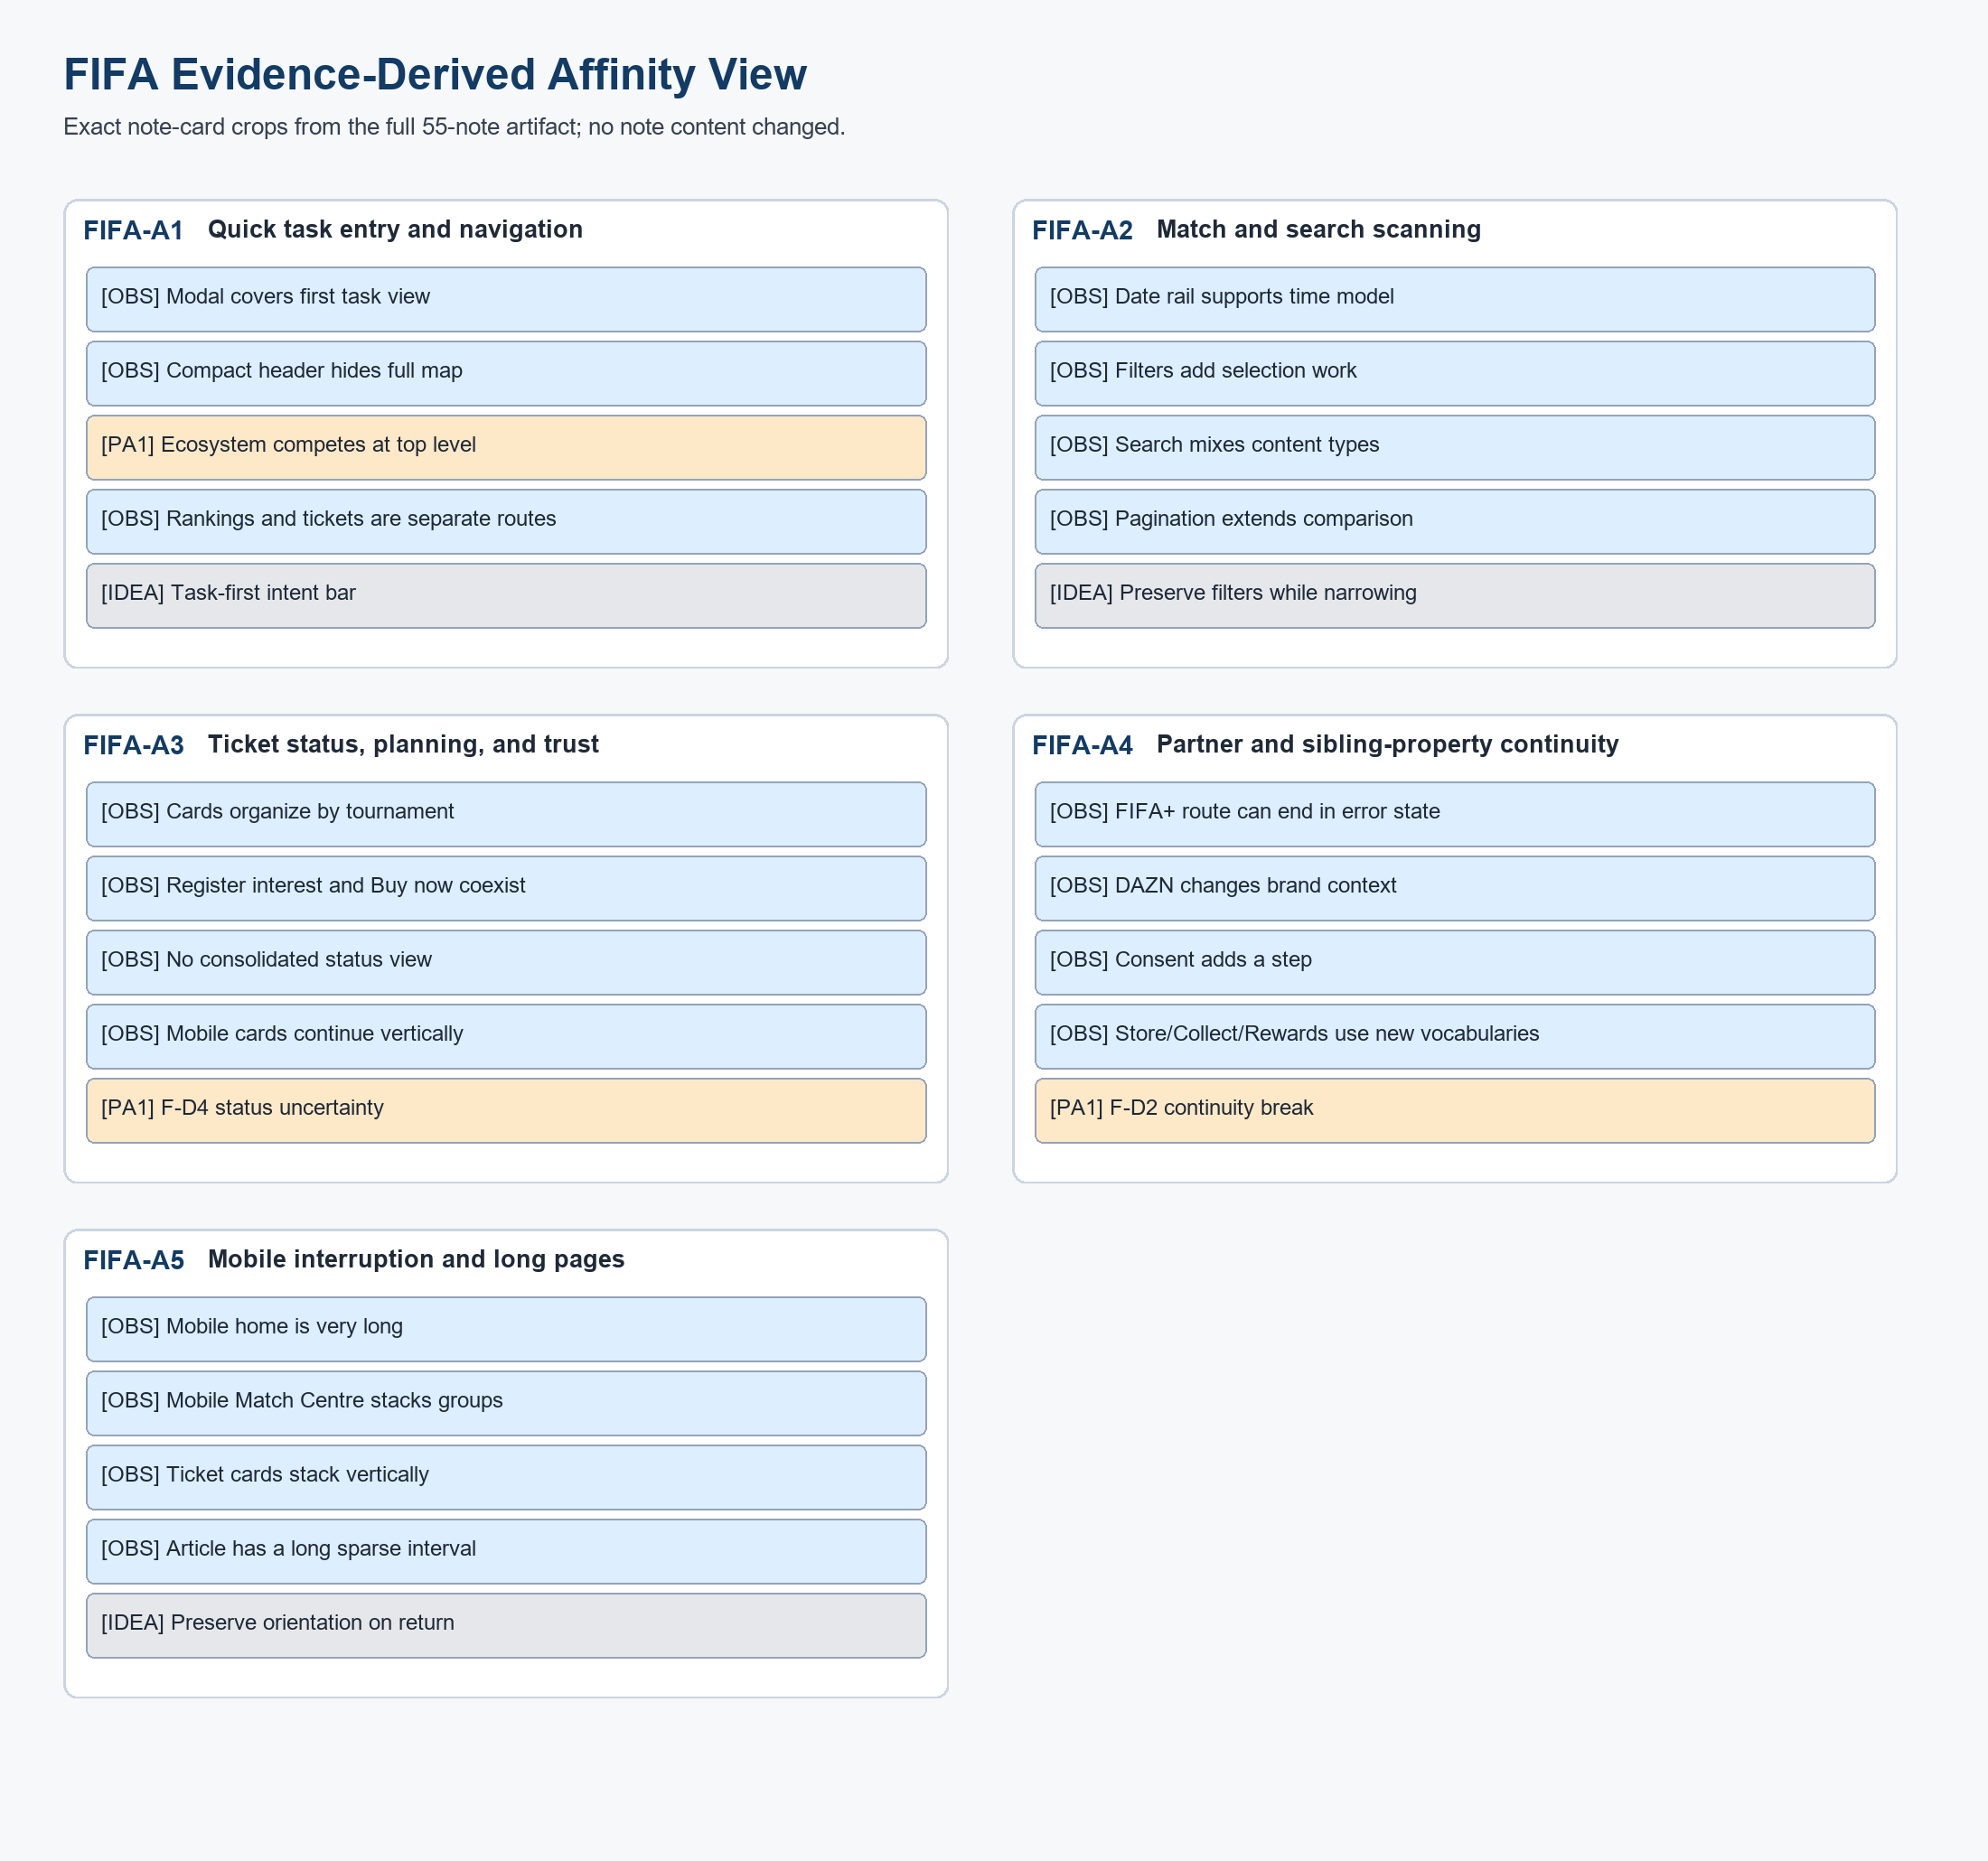 FIFA Evidence-Derived Affinity View
Exact note-card crops from the full 55-note artifact; no note content changed.
FIFA-A1 Quick task entry and navigation
[OBS] Modal covers first task view
[OBS] Compact header hides full map
[PA1] Ecosystem competes at top level
[OBS] Rankings and tickets are separate routes
[IDEA] Task-first intent bar
FIFA-A2 Match and search scanning
[OBS] Date rail supports time model
[OBS] Filters add selection work
[OBS] Search mixes content types
[OBS] Pagination extends comparison
[IDEA] Preserve filters while narrowing
FIFA-A3 Ticket status, planning, and trust
[OBS] Cards organize by tournament
[OBS] Register interest and Buy now coexist
[OBS] No consolidated status view
[OBS] Mobile cards continue vertically
[PA1] F-D4 status uncertainty
FIFA-A4 Partner and sibling-property continuity
[OBS] FIFA+ route can end in error state
[OBS] DAZN changes brand context
[OBS] Consent adds a step
[OBS] Store/Collect/Rewards use new vocabularies
[PA1] F-D2 continuity break
FIFA-A5 Mobile interruption and long pages
[OBS] Mobile home is very long
[OBS] Mobile Match Centre stacks groups
[OBS] Ticket cards stack vertically
[OBS] Article has a long sparse interval
[IDEA] Preserve orientation on return